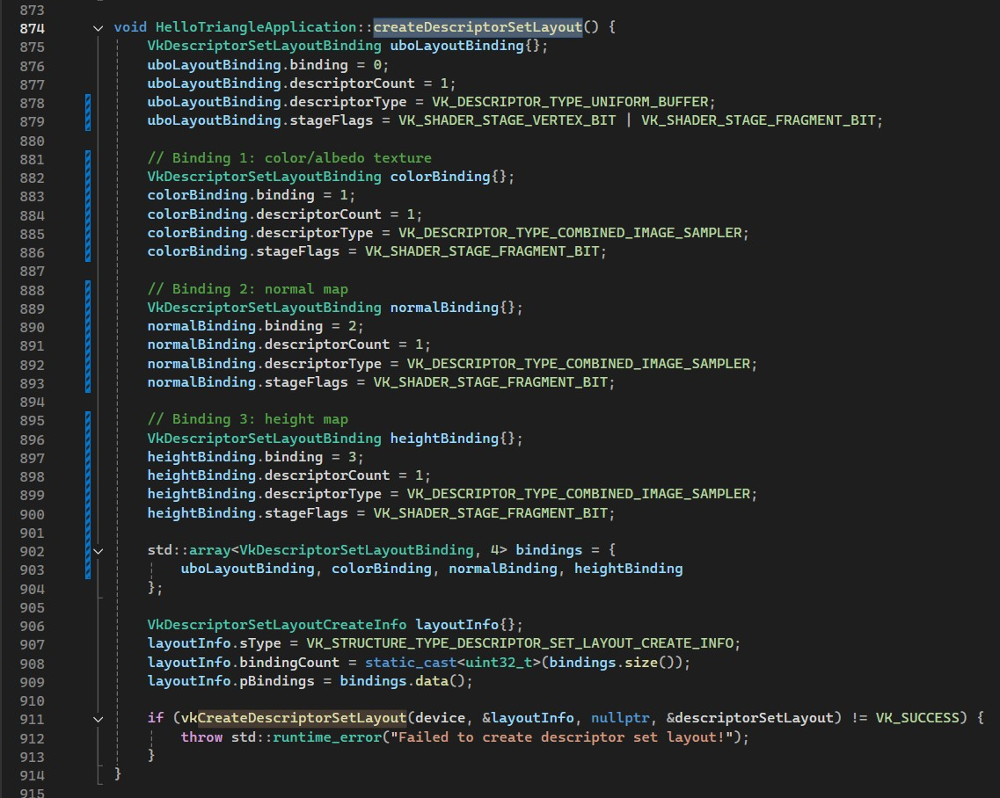 873
874 void HelloTriangleApplication::createDescriptorSetLayout() {
875 VkDescriptorSetLayoutBinding uboLayoutBinding{};
876 uboLayoutBinding.binding = 0;
877 uboLayoutBinding.descriptorCount = 1;
878 uboLayoutBinding.descriptorType = VK_DESCRIPTOR_TYPE_UNIFORM_BUFFER;
879 uboLayoutBinding.stageFlags = VK_SHADER_STAGE_VERTEX_BIT | VK_SHADER_STAGE_FRAGMENT_BIT;
880
881 // Binding 1: color/albedo texture
882 VkDescriptorSetLayoutBinding colorBinding{};
883 colorBinding.binding = 1;
884 colorBinding.descriptorCount = 1;
885 colorBinding.descriptorType = VK_DESCRIPTOR_TYPE_COMBINED_IMAGE_SAMPLER;
886 colorBinding.stageFlags = VK_SHADER_STAGE_FRAGMENT_BIT;
887
888 // Binding 2: normal map
889 VkDescriptorSetLayoutBinding normalBinding{};
890 normalBinding.binding = 2;
891 normalBinding.descriptorCount = 1;
892 normalBinding.descriptorType = VK_DESCRIPTOR_TYPE_COMBINED_IMAGE_SAMPLER;
893 normalBinding.stageFlags = VK_SHADER_STAGE_FRAGMENT_BIT;
894
895 // Binding 3: height map
896 VkDescriptorSetLayoutBinding heightBinding{};
897 heightBinding.binding = 3;
898 heightBinding.descriptorCount = 1;
899 heightBinding.descriptorType = VK_DESCRIPTOR_TYPE_COMBINED_IMAGE_SAMPLER;
900 heightBinding.stageFlags = VK_SHADER_STAGE_FRAGMENT_BIT;
901
902 std::array<VkDescriptorSetLayoutBinding, 4> bindings = {
903 uboLayoutBinding, colorBinding, normalBinding, heightBinding
904 };
905
906 VkDescriptorSetLayoutCreateInfo layoutInfo{};
907 layoutInfo.sType = VK_STRUCTURE_TYPE_DESCRIPTOR_SET_LAYOUT_CREATE_INFO;
908 layoutInfo.bindingCount = static_cast<uint32_t>(bindings.size());
909 layoutInfo.pBindings = bindings.data();
910
911 if (vkCreateDescriptorSetLayout(device, &layoutInfo, nullptr, &descriptorSetLayout) != VK_SUCCESS) {
912 throw std::runtime_error("Failed to create descriptor set layout!");
913 }
914 }
915